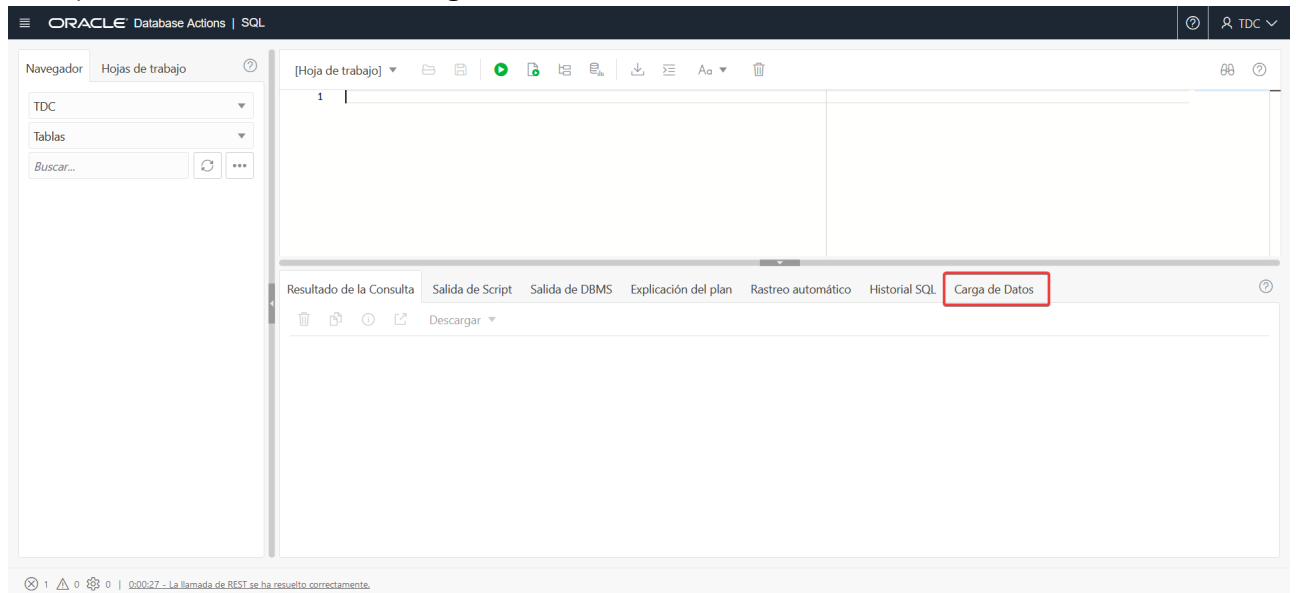 ORACLE Database Actions | SQL
TDC
Navegador Hojas de trabajo
TDC
Tablas
Buscar...
[Hoja de trabajo] Aa
1
Resultado de la Consulta Salida de Script Salida de DBMS Explicación del plan Rastreo automático Historial SQL Carga de Datos
Descargar
1 0 0 | 0:00:27 - La llamada de REST se ha resuelto correctamente.